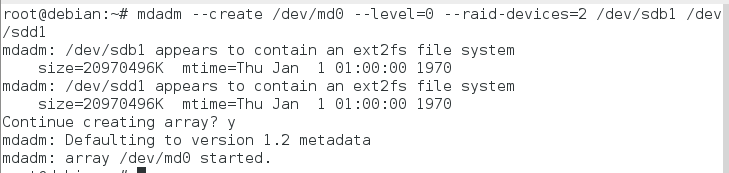 root@debian:~# mdadm --create /dev/md0 --level=0 --raid-devices=2 /dev/sdb1 /dev
/sdd1
mdadm: /dev/sdb1 appears to contain an ext2fs file system
    size=20970496K  mtime=Thu Jan  1 01:00:00 1970
mdadm: /dev/sdd1 appears to contain an ext2fs file system
    size=20970496K  mtime=Thu Jan  1 01:00:00 1970
Continue creating array? y
mdadm: Defaulting to version 1.2 metadata
mdadm: array /dev/md0 started.
root@debian:~#